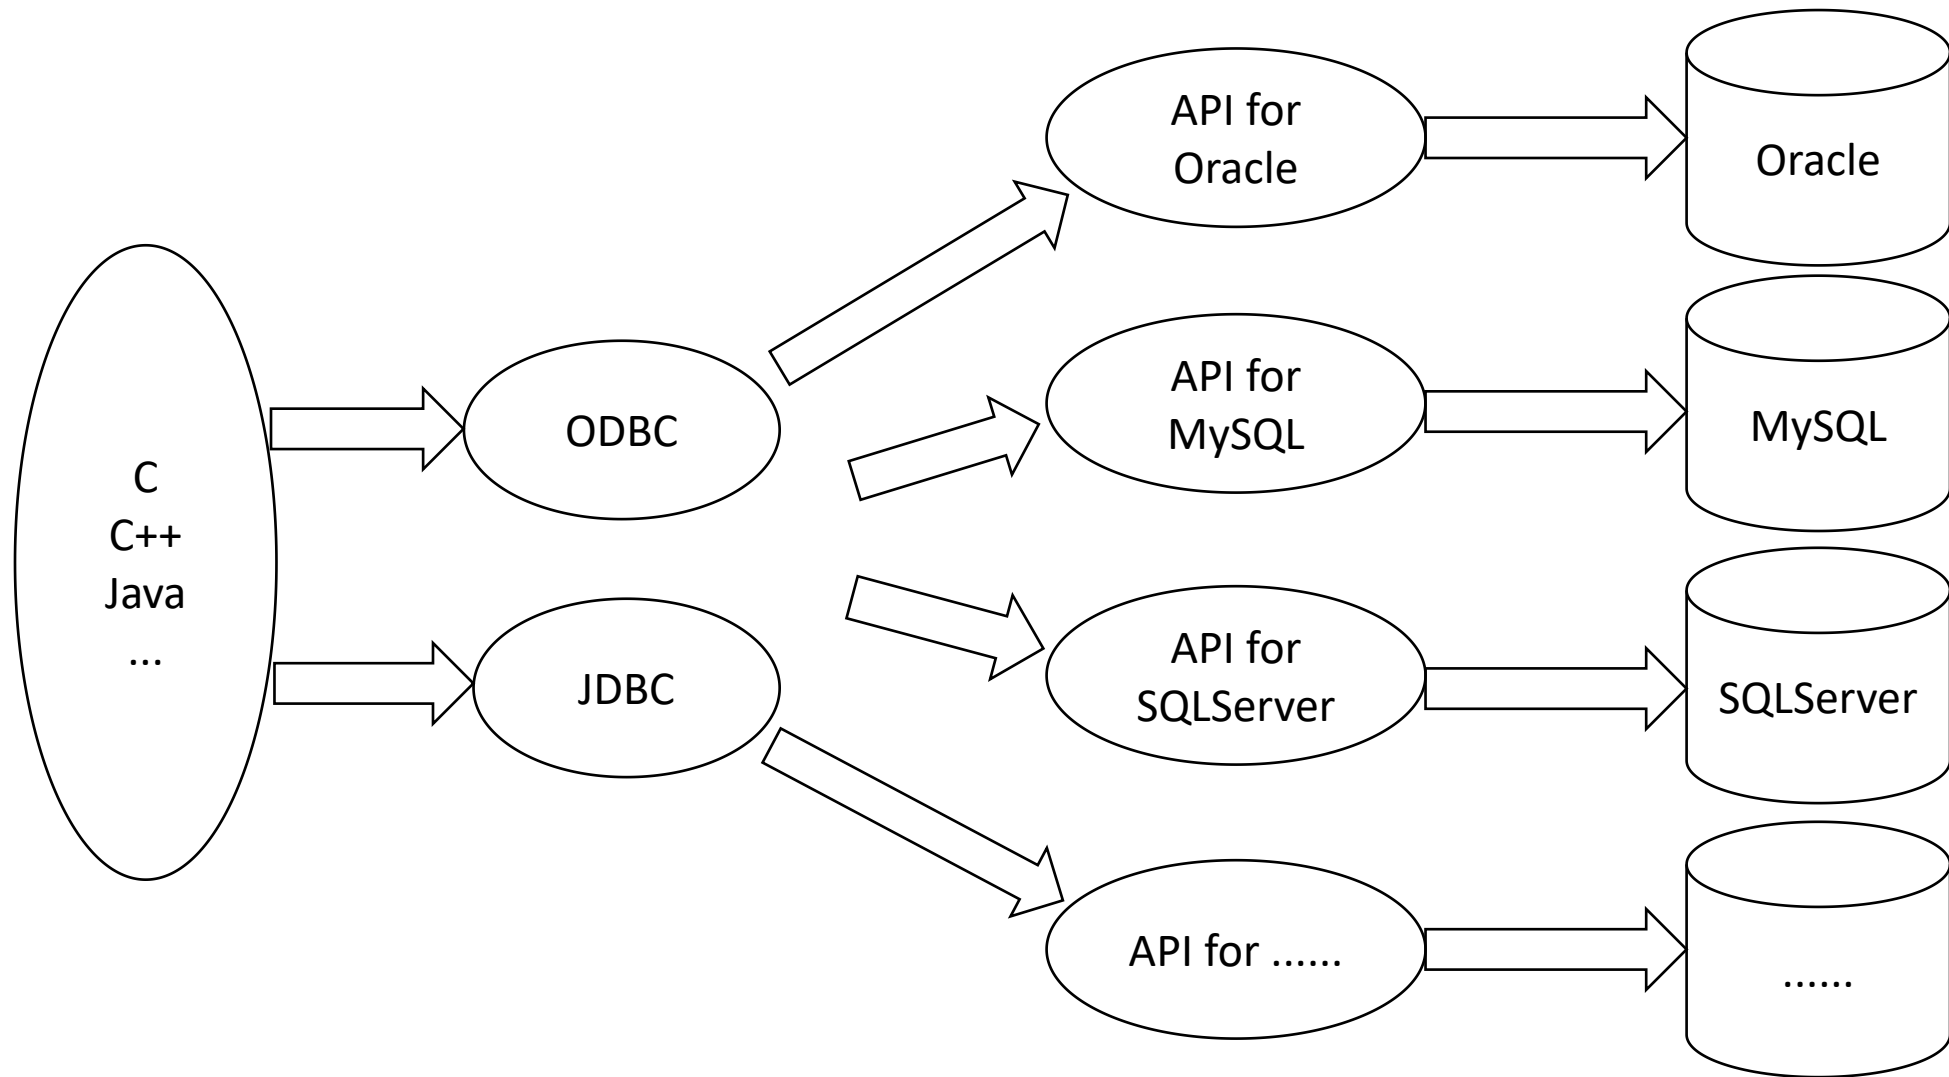 C
C++
Java
...
ODBC
JDBC
API for
Oracle
API for
MySQL
API for
SQLServer
API for ......
Oracle
MySQL
SQLServer
......